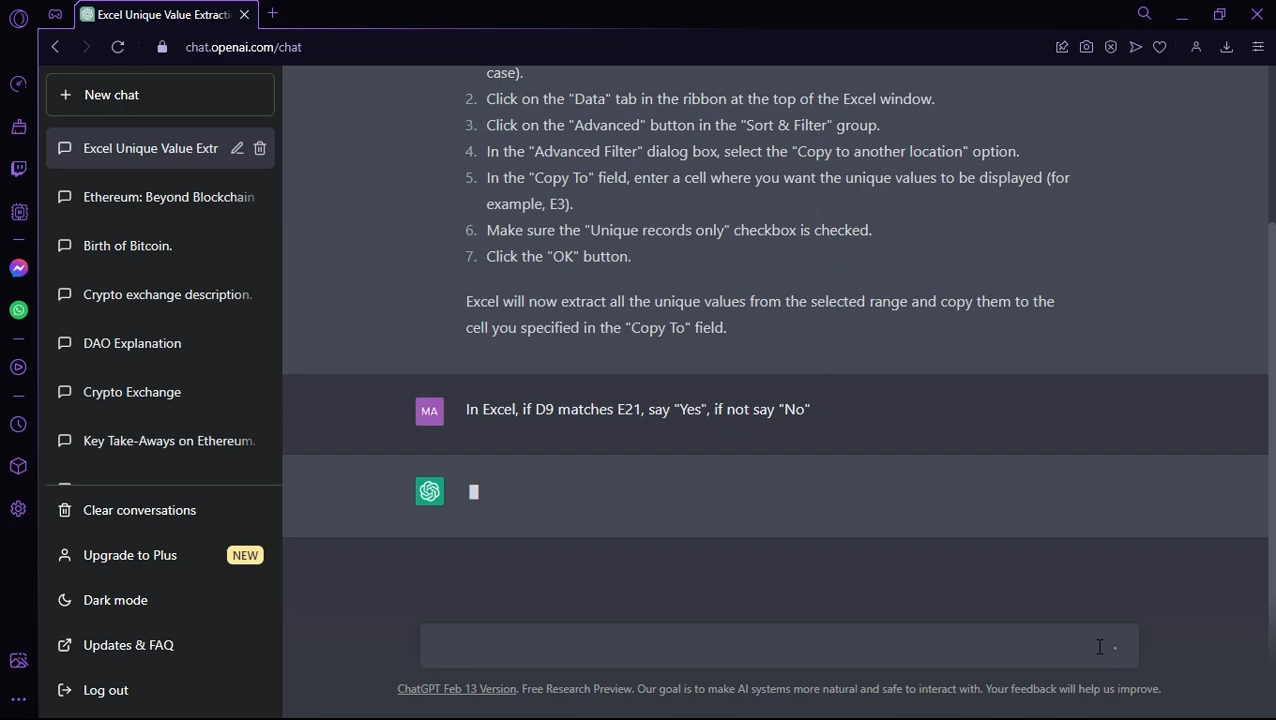 Excel Unique Value Extracti
chat.openai.com/chat
New chat
Excel Unique Value Extr
Ethereum: Beyond Blockchain
Birth of Bitcoin.
Crypto exchange description.
DAO Explanation
Crypto Exchange
Key Take-Aways on Ethereum.
Clear conversations
Upgrade to Plus NEW
Dark mode
Updates & FAQ
Log out
case).
2. Click on the "Data" tab in the ribbon at the top of the Excel window.
3. Click on the "Advanced" button in the "Sort & Filter" group.
4. In the "Advanced Filter" dialog box, select the "Copy to another location" option.
5. In the "Copy To" field, enter a cell where you want the unique values to be displayed (for
example, E3).
6. Make sure the "Unique records only" checkbox is checked.
7. Click the "OK" button.
Excel will now extract all the unique values from the selected range and copy them to the
cell you specified in the "Copy To" field.
MA In Excel, if D9 matches E21, say "Yes", if not say "No"
ChatGPT Feb 13 Version. Free Research Preview. Our goal is to make AI systems more natural and safe to interact with. Your feedback will help us improve.